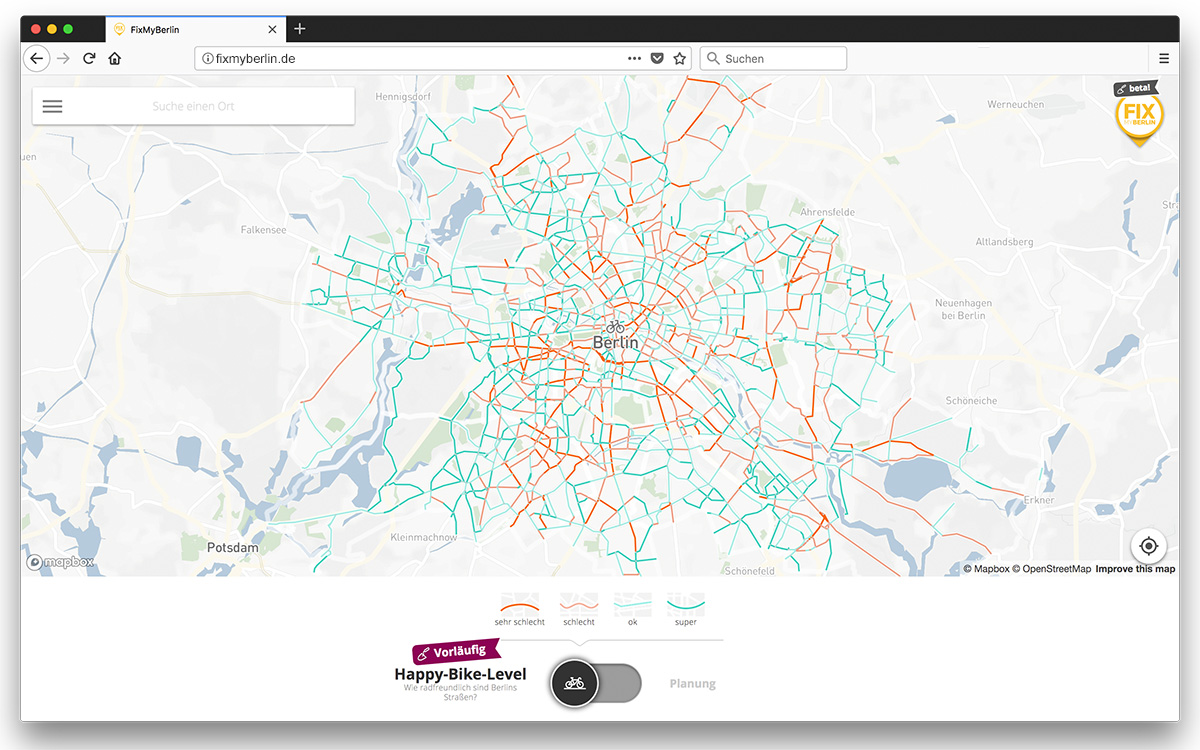 FixMyBerlin
fixmyberlin.de
Suchen
Suche einen Ort
Hennigsdorf
Werneuchen
beta!
FIX
MY BERLIN
uen
Str
Falkensee
Ahrensfelde
Altlandsberg
Neuenhagen
bei Berlin
Berlin
Schöneiche
Erkner
Kleinmachnow
Potsdam
Schönefeld
mapbox
© Mapbox © OpenStreetMap Improve this map
sehr schlecht schlecht ok super
Vorläufig
Happy-Bike-Level
Wie radfreundlich sind Berlins
Straßen?
Planung